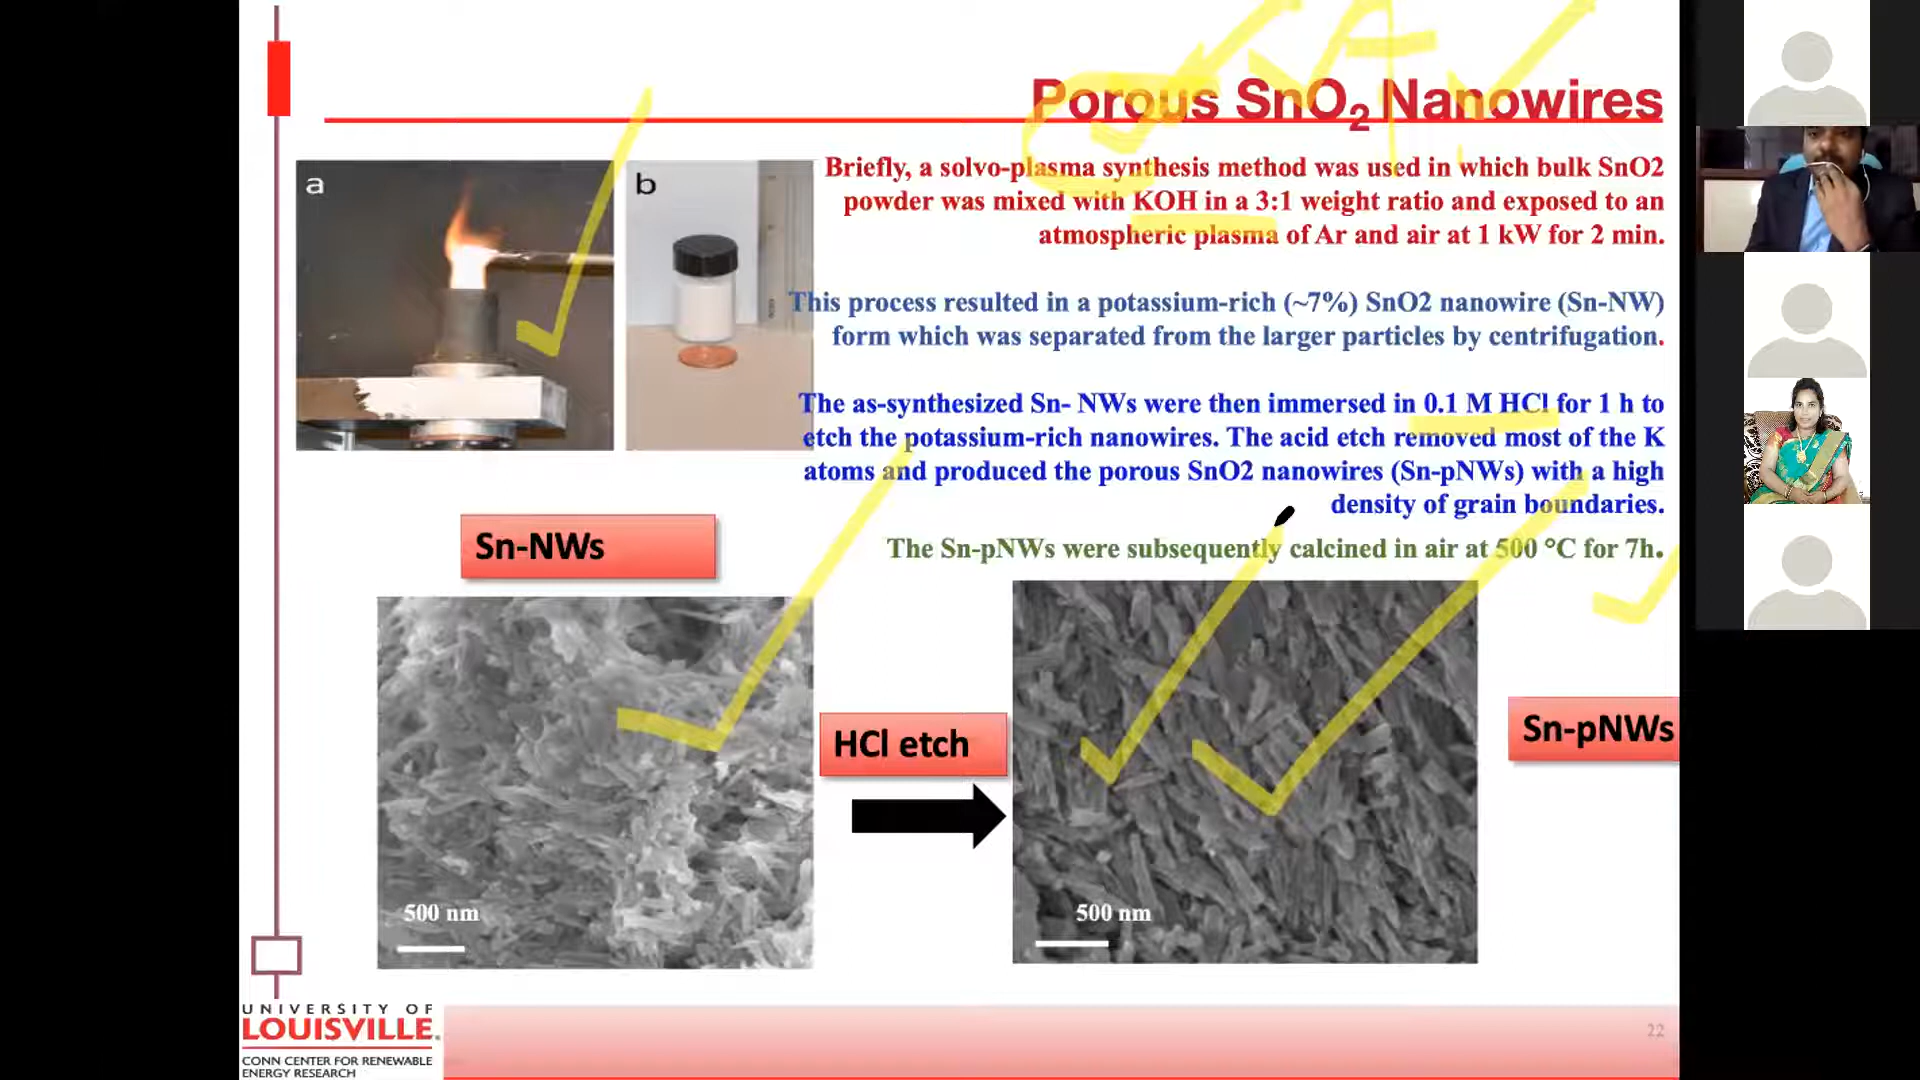 Porous SnO2 Nanowires
a
b
Briefly, a solvo-plasma synthesis method was used in which bulk SnO2
powder was mixed with KOH in a 3:1 weight ratio and exposed to an
atmospheric plasma of Ar and air at 1 kW for 2 min.
This process resulted in a potassium-rich (~7%) SnO2 nanowire (Sn-NW)
form which was separated from the larger particles by centrifugation.
The as-synthesized Sn- NWs were then immersed in 0.1 M HCl for 1 h to
etch the potassium-rich nanowires. The acid etch removed most of the K
atoms and produced the porous SnO2 nanowires (Sn-pNWs) with a high
density of grain boundaries.
The Sn-pNWs were subsequently calcined in air at 500 °C for 7h.
Sn-NWs
HCl etch
Sn-pNWs
500 nm
500 nm
UNIVERSITY OF
LOUISVILLE.
CONN CENTER FOR RENEWABLE
ENERGY RESEARCH
22